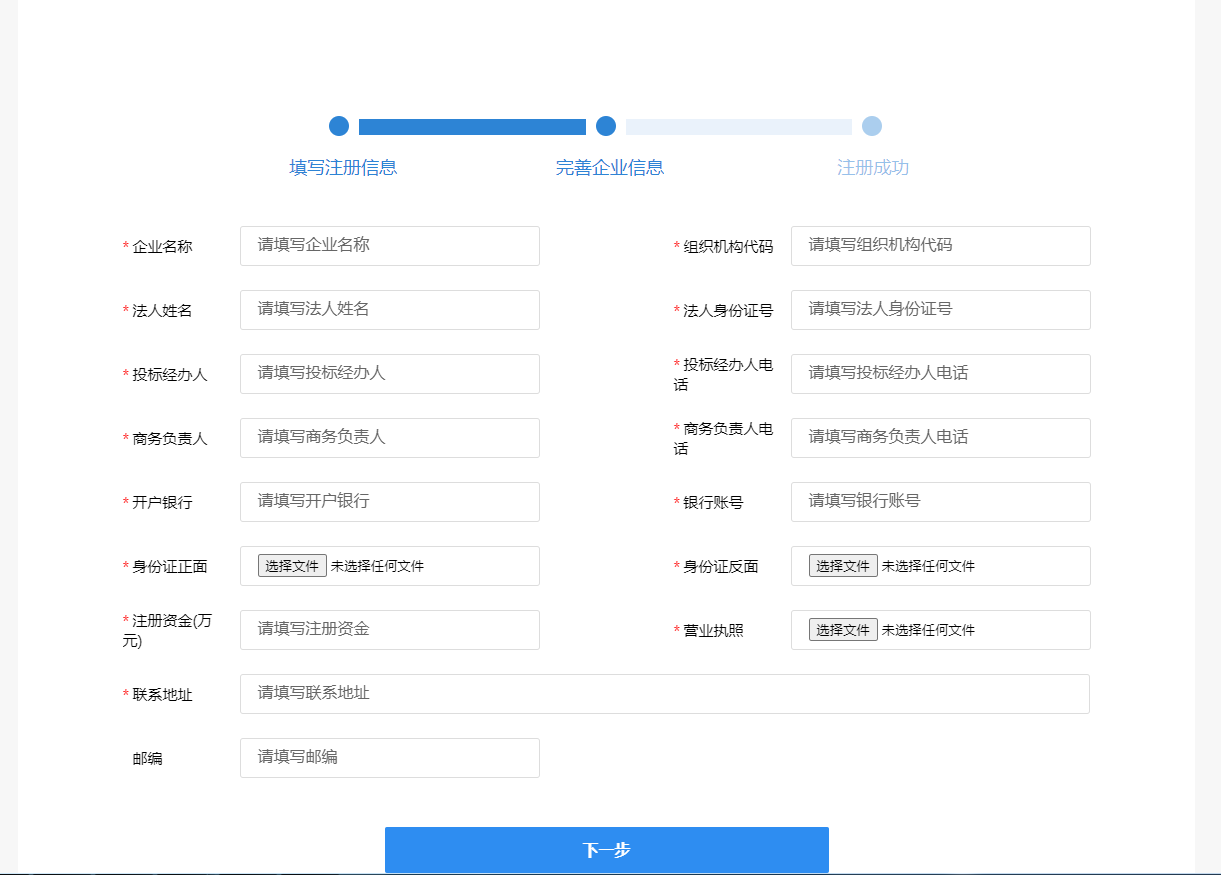 填写注册信息 完善企业信息 注册成功
* 企业名称 请填写企业名称 * 组织机构代码 请填写组织机构代码
* 法人姓名 请填写法人姓名 * 法人身份证号 请填写法人身份证号
* 投标经办人 请填写投标经办人 * 投标经办人电
话 请填写投标经办人电话
* 商务负责人 请填写商务负责人 * 商务负责人电
话 请填写商务负责人电话
* 开户银行 请填写开户银行 * 银行账号 请填写银行账号
* 身份证正面 选择文件 未选择任何文件 * 身份证反面 选择文件 未选择任何文件
* 注册资金(万
元) 请填写注册资金 * 营业执照 选择文件 未选择任何文件
* 联系地址 请填写联系地址
邮编 请填写邮编
下一步